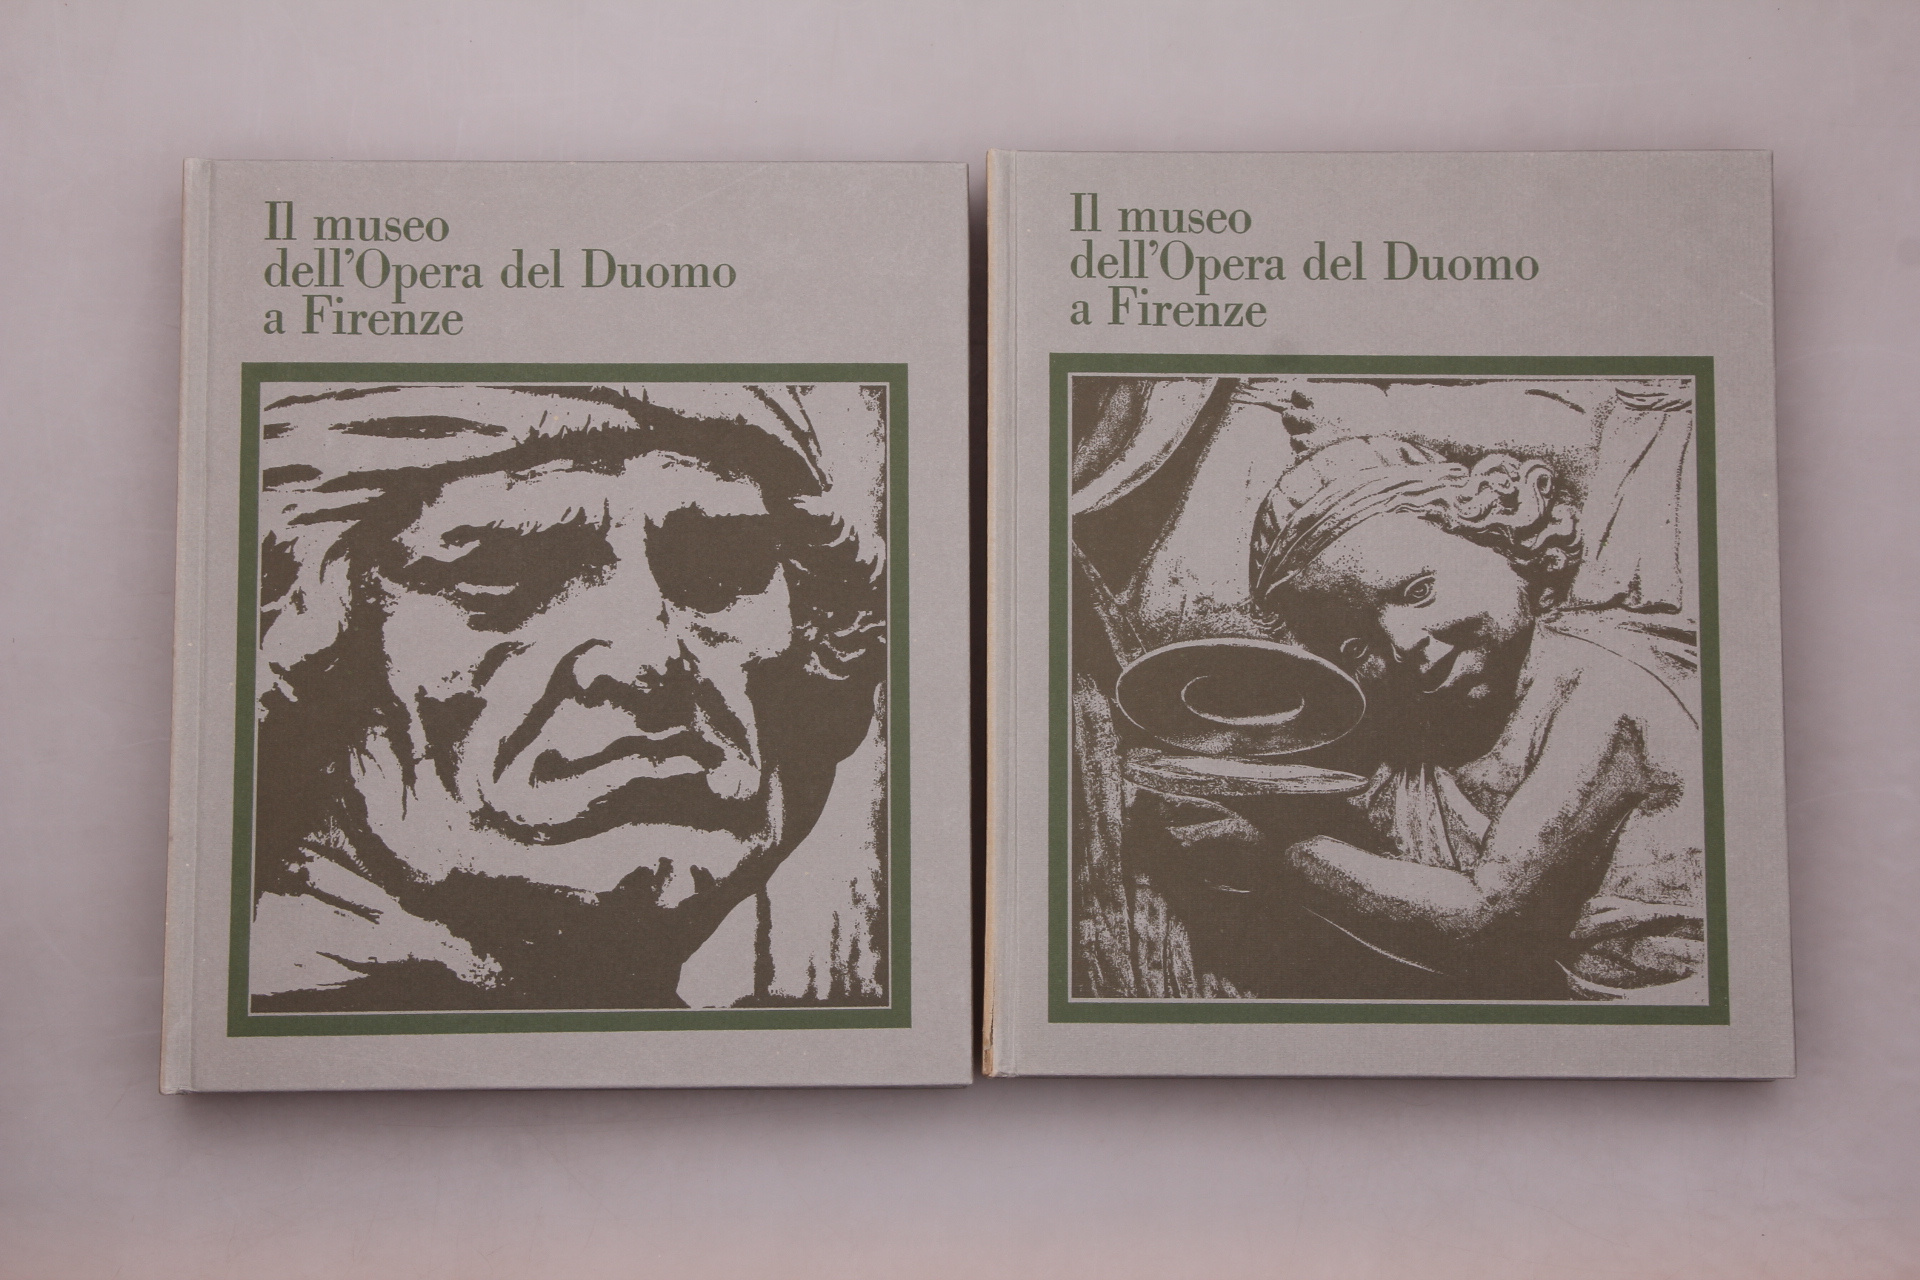 Il museo
dell'Opera del Duomo
a Firenze
Il museo
dell'Opera del Duomo
a Firenze